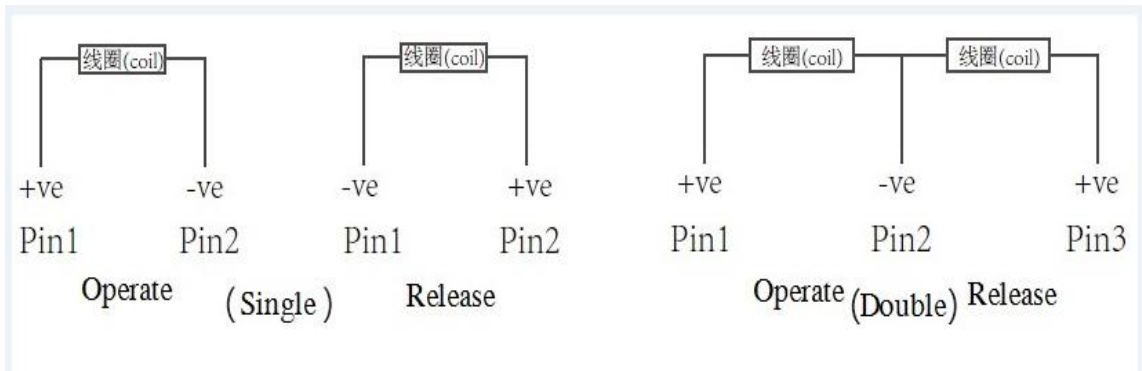 线圈(coil) 线圈(coil) 线圈(coil) 线圈(coil)
+ve -ve -ve +ve +ve -ve +ve
Pin1 Pin2 Pin1 Pin2 Pin1 Pin2 Pin3
Operate (Single) Release Operate (Double) Release